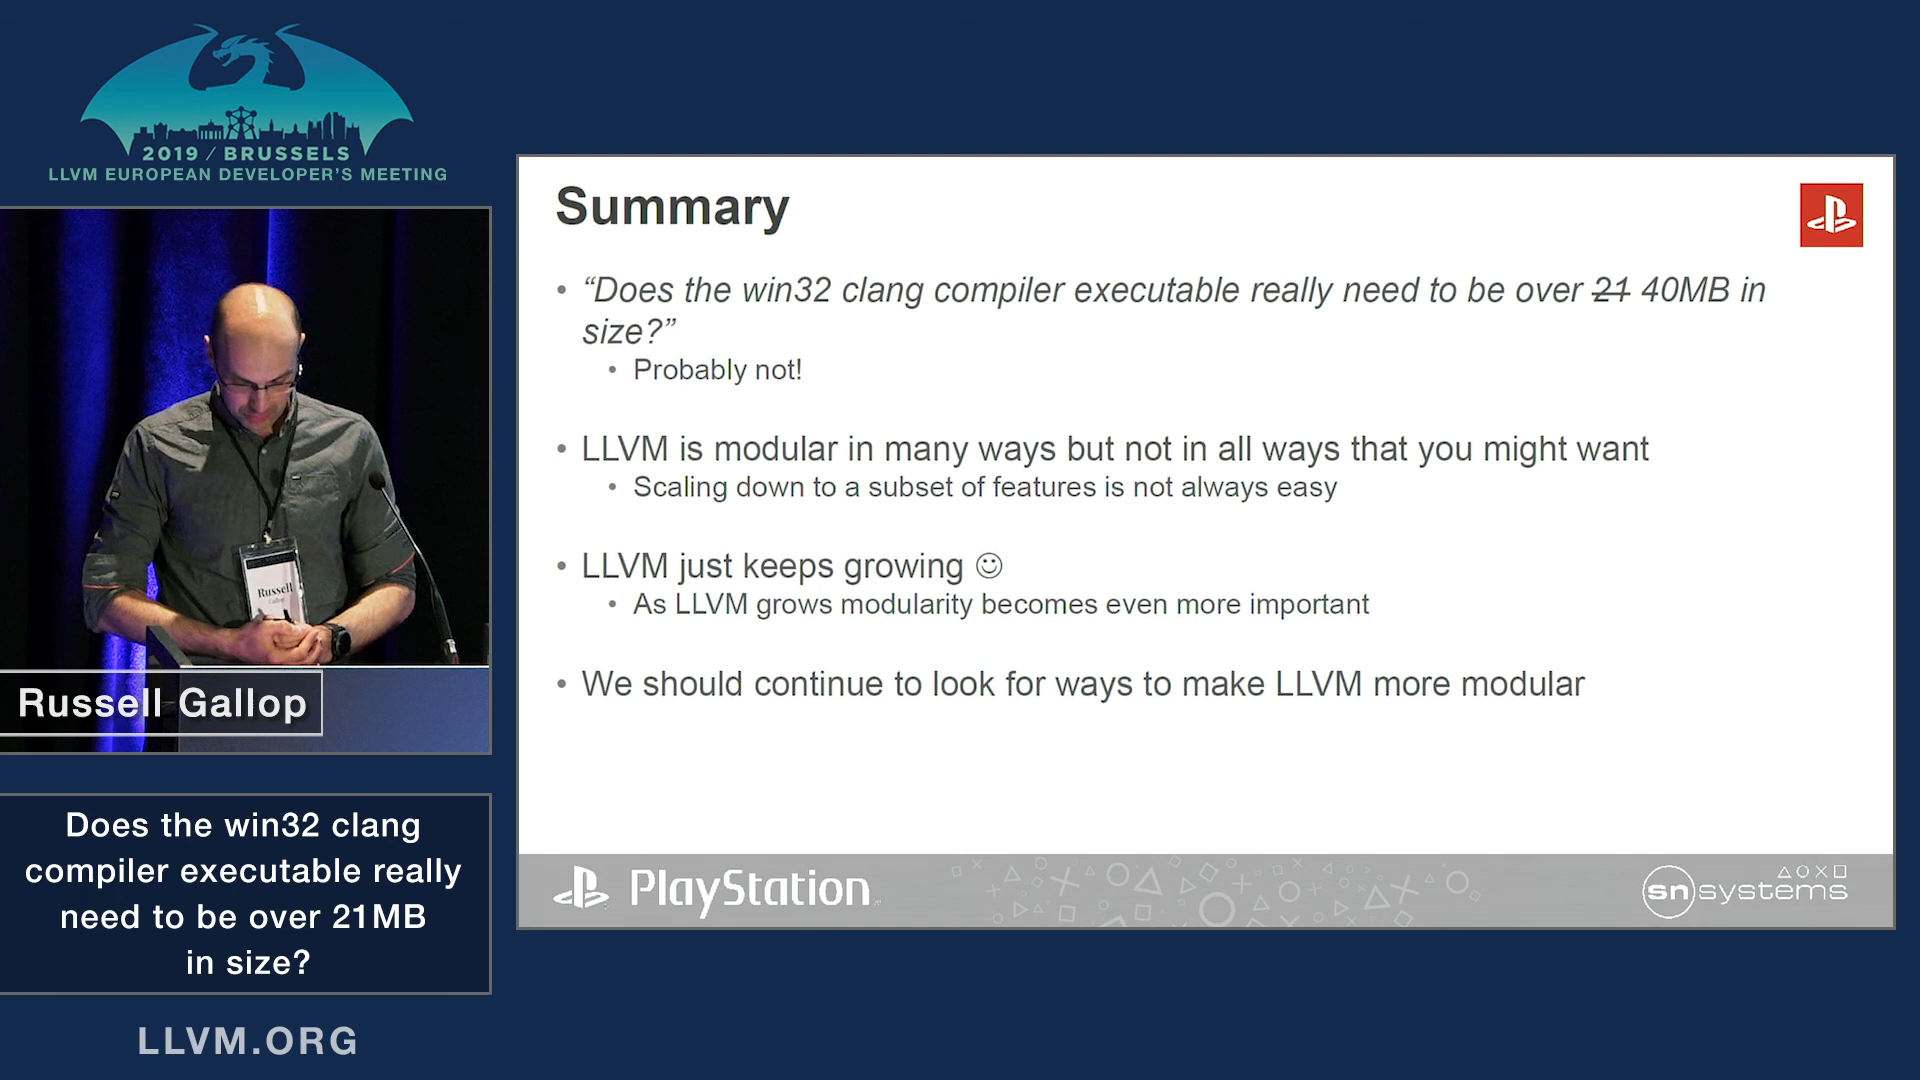 2019 / BRUSSELS
LLVM EUROPEAN DEVELOPER'S MEETING
Russell
Russell Gallop
Does the win32 clang
compiler executable really
need to be over 21MB
in size?
LLVM.ORG
Summary
• “Does the win32 clang compiler executable really need to be over 21 40MB in
size?”
• Probably not!
• LLVM is modular in many ways but not in all ways that you might want
• Scaling down to a subset of features is not always easy
• LLVM just keeps growing ☺
• As LLVM grows modularity becomes even more important
• We should continue to look for ways to make LLVM more modular
PlayStation
sn systems